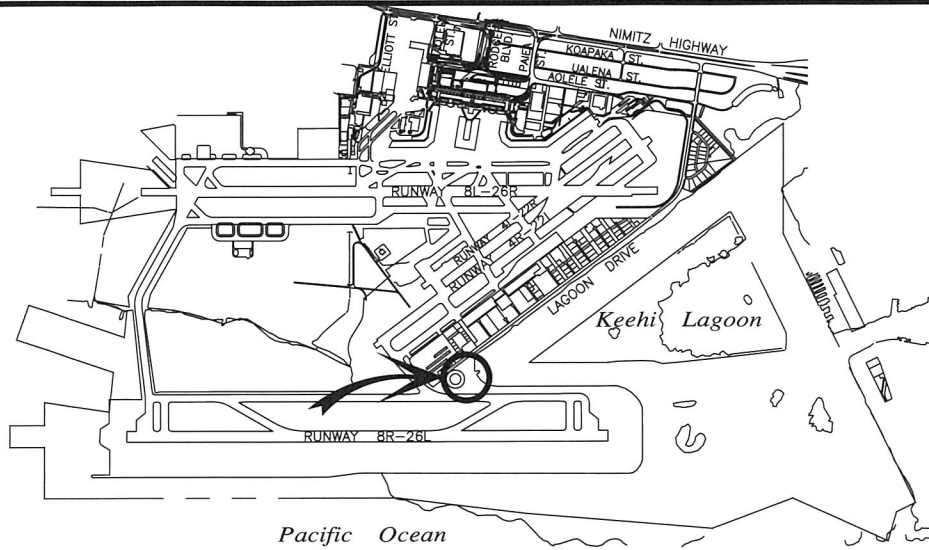 NIMITZ HIGHWAY
ELLIOTT ST.
ST.
RODGERS
BLVD
PAIEA
ST.
KOAPAKA ST.
UALENA ST.
AOLELE ST.
RUNWAY 8L-26R
RUNWAY 4L-22R
RUNWAY 4R-22L
LAGOON DRIVE
Keehi Lagoon
RUNWAY 8R-26L
Pacific Ocean